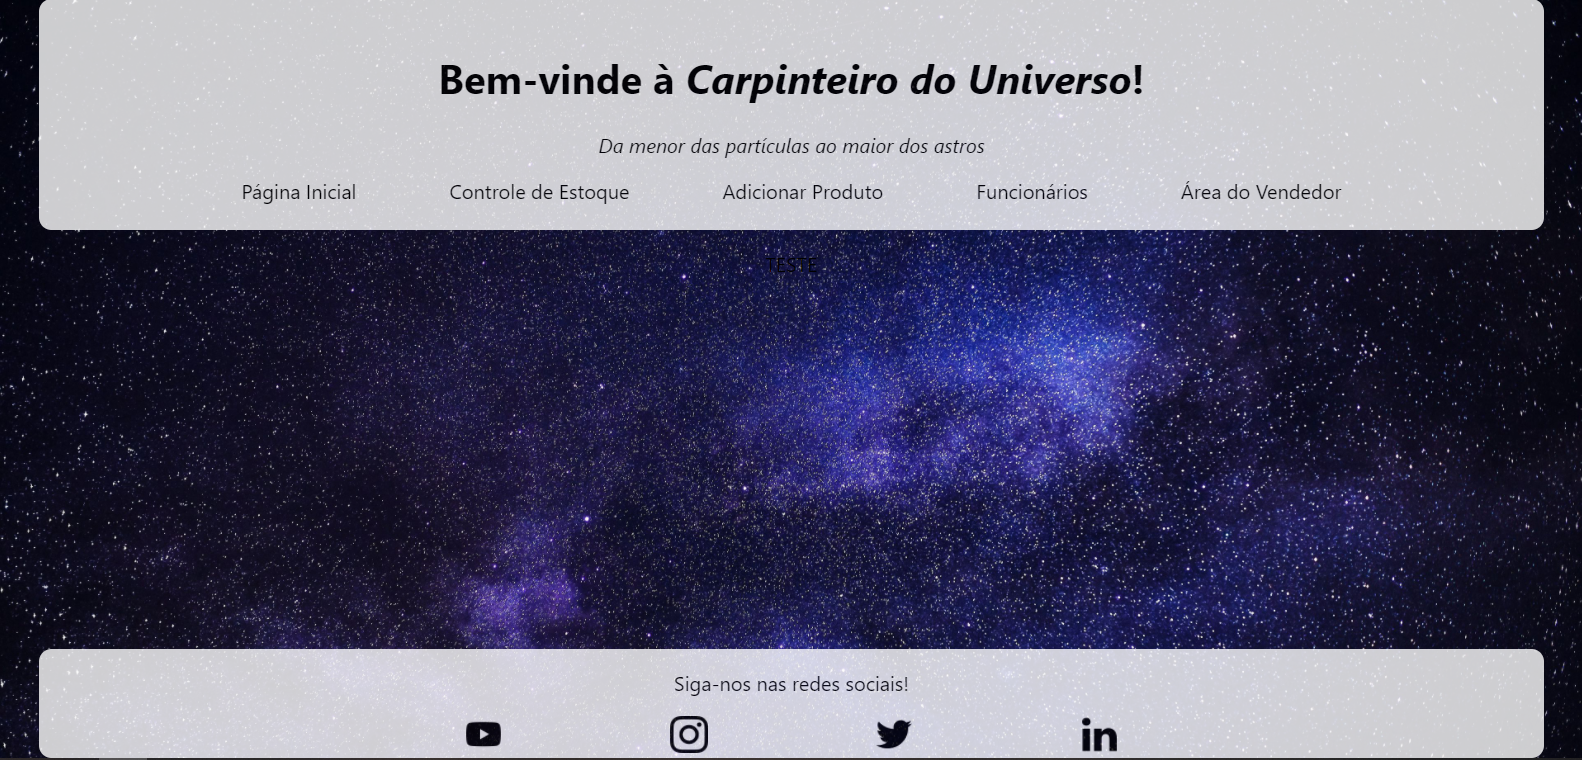 Bem-vinde à Carpinteiro do Universo!
Da menor das partículas ao maior dos astros
Página Inicial Controle de Estoque Adicionar Produto Funcionários Área do Vendedor
TESTE
Siga-nos nas redes sociais!